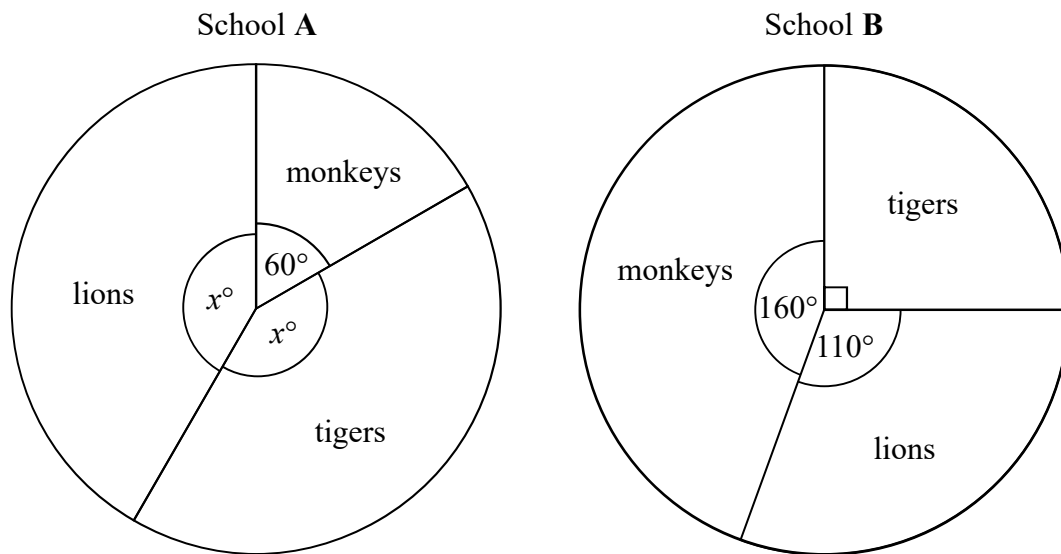 School A
monkeys
60°
lions
x°
x°
tigers
School B
tigers
monkeys
160°
110°
lions